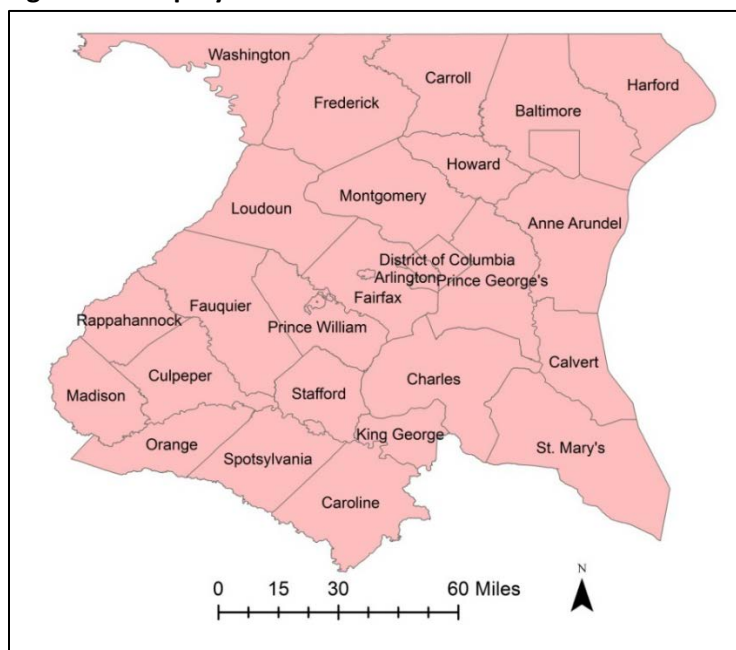 Washington
Carroll
Harford
Frederick
Baltimore
Howard
Montgomery
Loudoun
Anne Arundel
District of Columbia
Arlington
Prince George's
Fauquier
Fairfax
Rappahannock
Prince William
Calvert
Culpeper
Charles
Madison
Stafford
King George
Orange
St. Mary's
Spotsylvania
Caroline
N
0 15 30 60 Miles